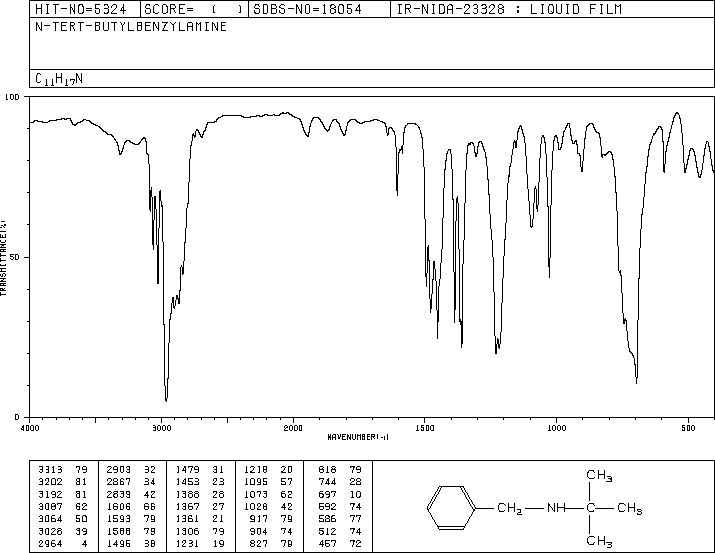 HIT-NO=5324 SCORE= ( ) SDBS-NO=18054 IR-NIDA-23328 : LIQUID FILM
N-TERT-BUTYLBENZYLAMINE
C11H17N
100
50
0
TRANSMITTANCE(%)
4000 3000 2000 1500 1000 500
WAVENUMBER(-1)
3313 79 2903 32 1479 31 1218 20 818 79
3202 81 2867 34 1453 23 1095 57 744 28
3192 81 2839 42 1388 28 1073 62 697 10
3087 62 1606 66 1367 27 1028 42 592 74
3064 50 1593 79 1361 21 917 79 586 77
3028 39 1588 79 1306 79 904 74 512 74
2964 4 1496 38 1231 19 827 79 457 72
CH3
CH2 NH C CH3
CH3